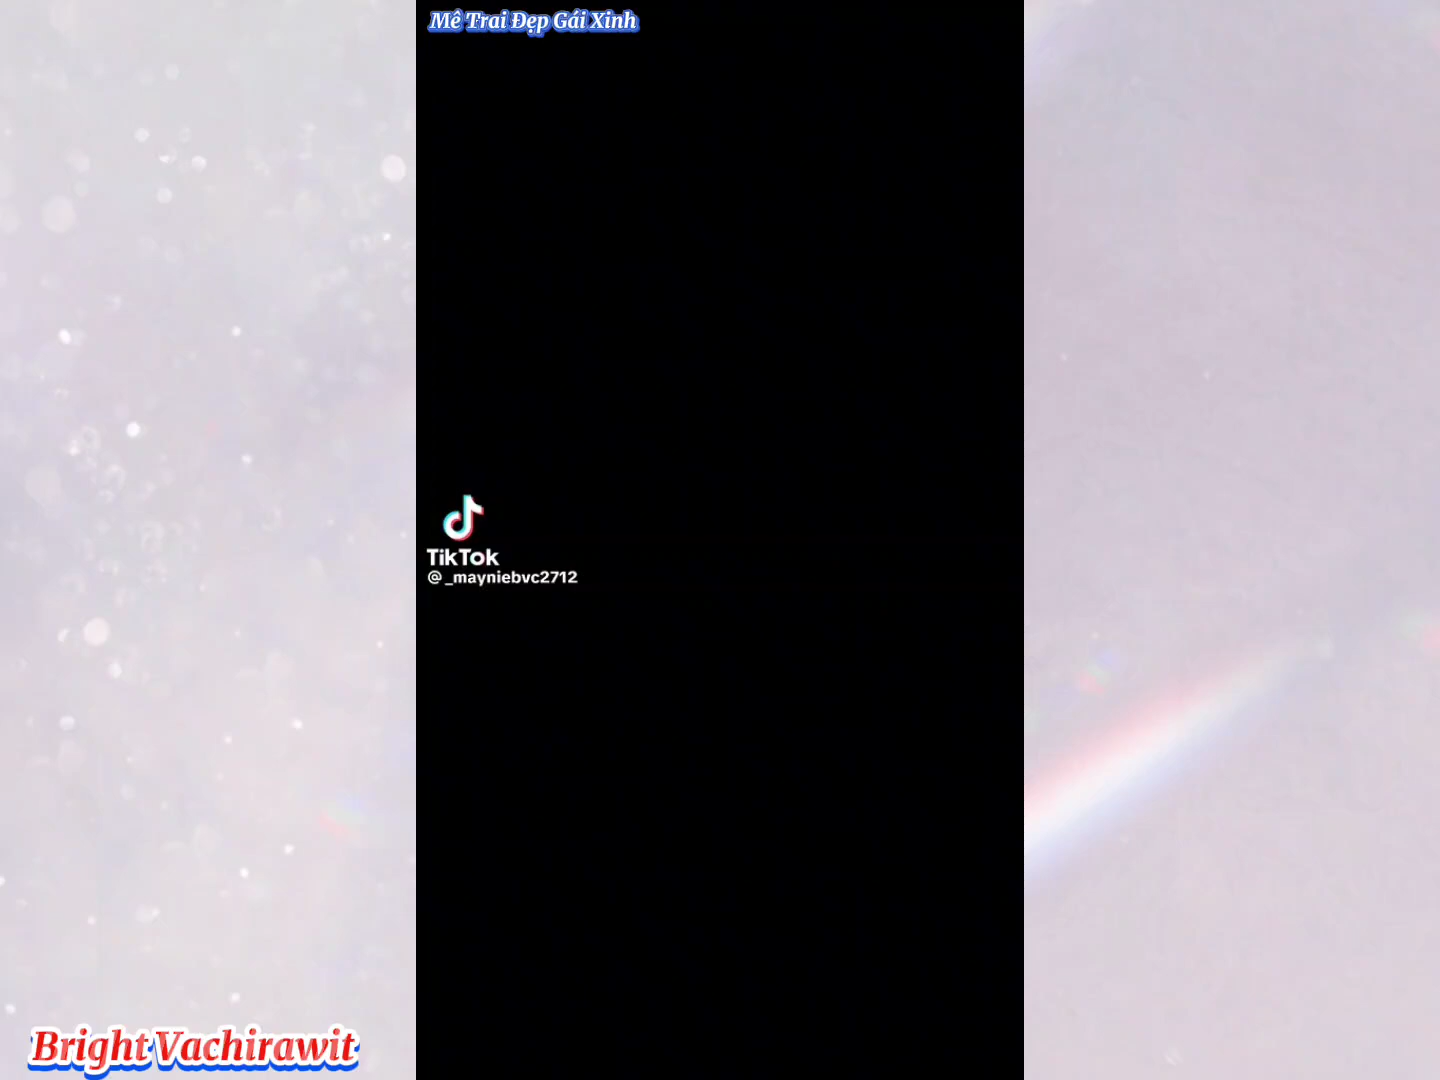 Mê Trai Đẹp Gái Xinh
TikTok
@_mayniebvc2712
Bright Vachirawit